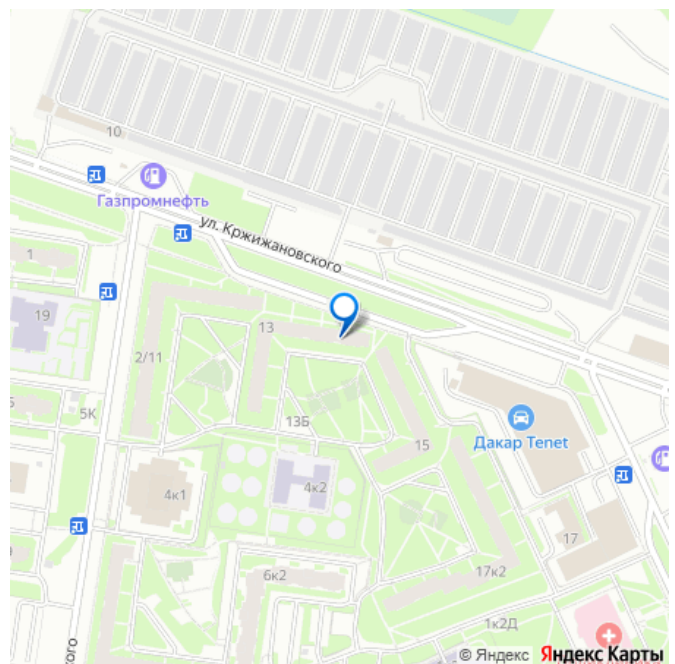 10
Газпромнефть
ул. Кржижановского
1
19
13
2/11
5К
13Б
Дакар Tenet
15
4к1
4к2
17
6к2
17к2
1к2Д
© Яндекс Яндекс Карты